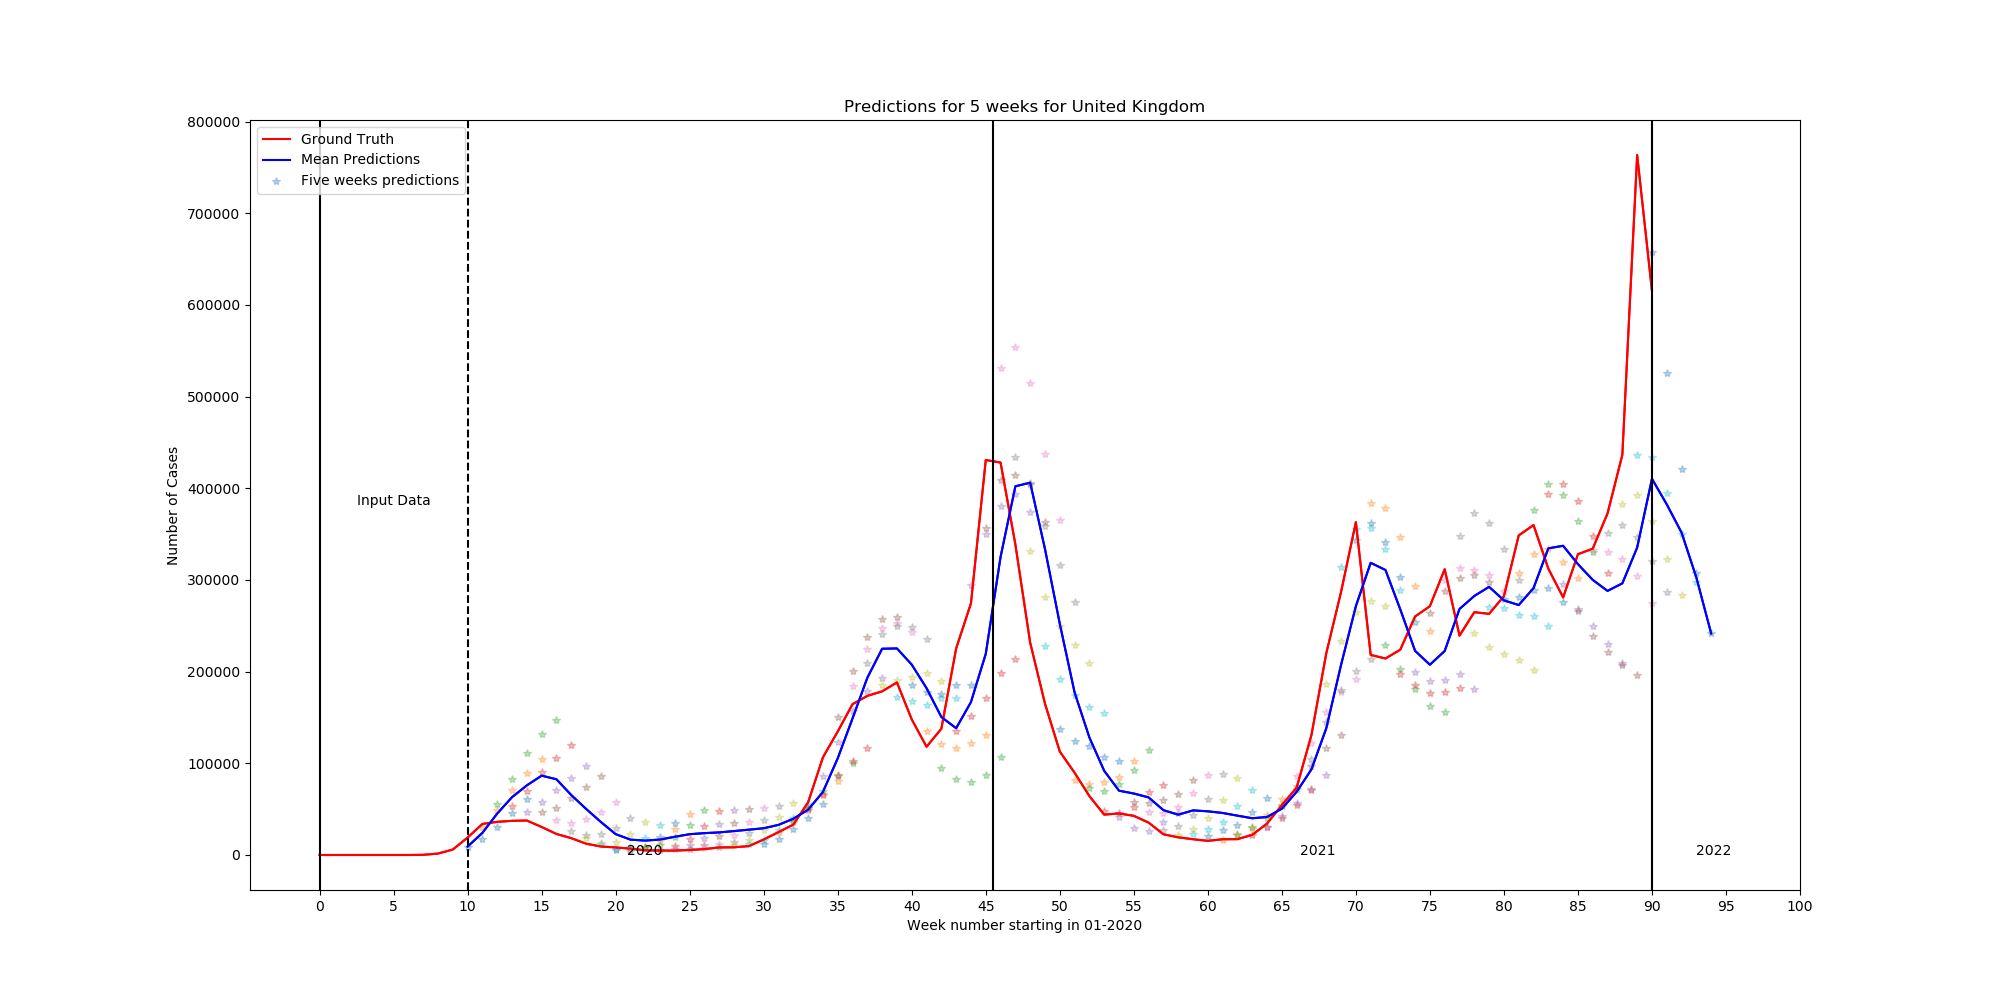 Predictions for 5 weeks for United Kingdom
800000
700000
600000
500000
400000
300000
200000
100000
0
Number of Cases
Ground Truth
Mean Predictions
Five weeks predictions
Input Data
2020 2021 2022
0 5 10 15 20 25 30 35 40 45 50 55 60 65 70 75 80 85 90 95 100
Week number starting in 01-2020